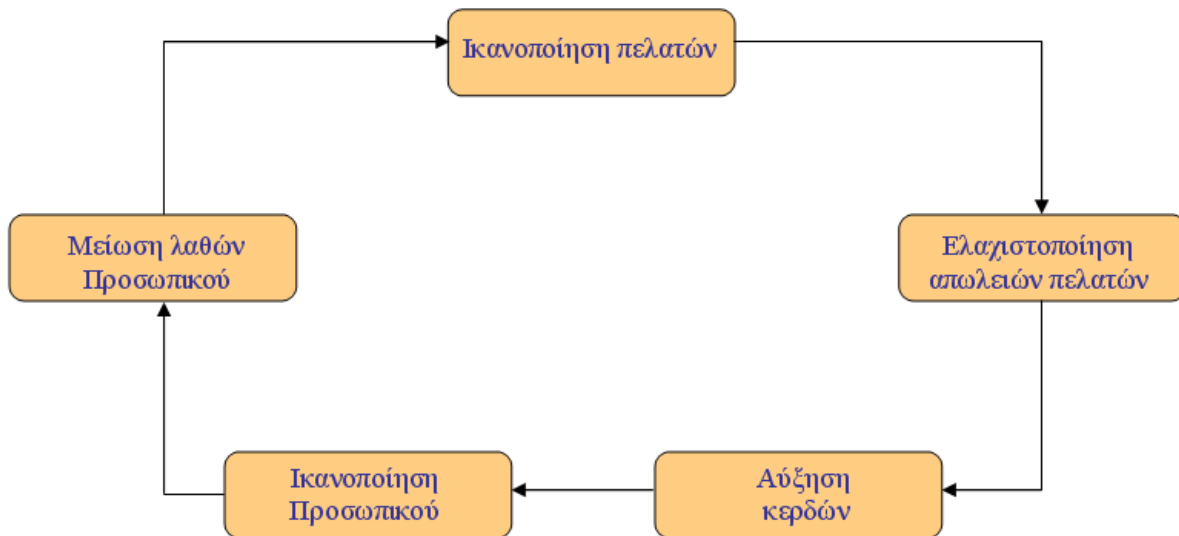 Ικανοποίηση πελατών
Μείωση λαθών
Προσωπικού
Ελαχιστοποίηση
απωλειών πελατών
Ικανοποίηση
Προσωπικού
Αύξηση
κερδών